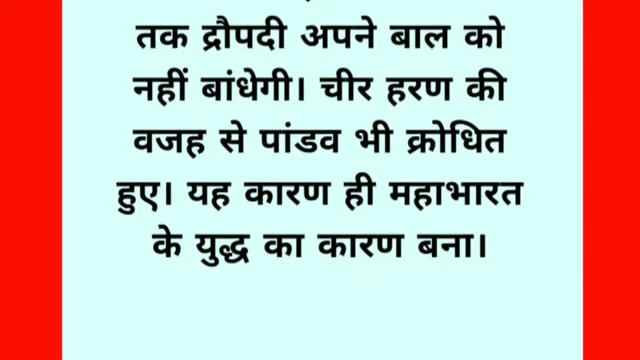 तक द्रौपदी अपने बाल को
नहीं बांधेगी। चीर हरण की
वजह से पांडव भी क्रोधित
हुए। यह कारण ही महाभारत
के युद्ध का कारण बना।